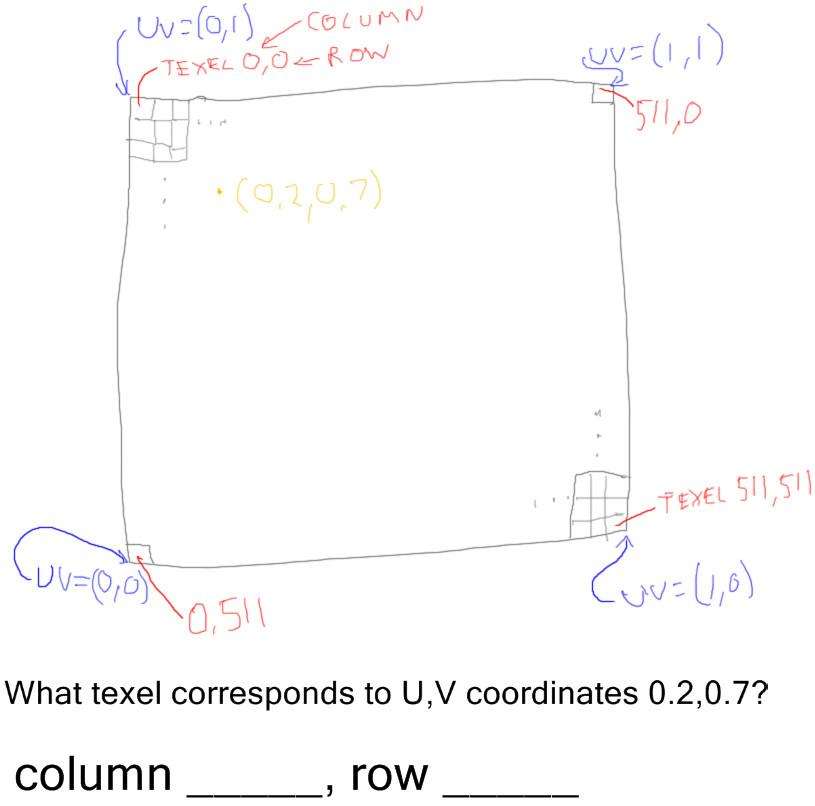 UV=(0,1)
COLUMN
TEXEL 0,0 ← ROW
UV=(1,1)
511,0
(0.2,0.7)
TEXEL 511,511
UV=(0,0)
UV=(1,0)
0,511
What texel corresponds to U,V coordinates 0.2,0.7?
column _____, row _____